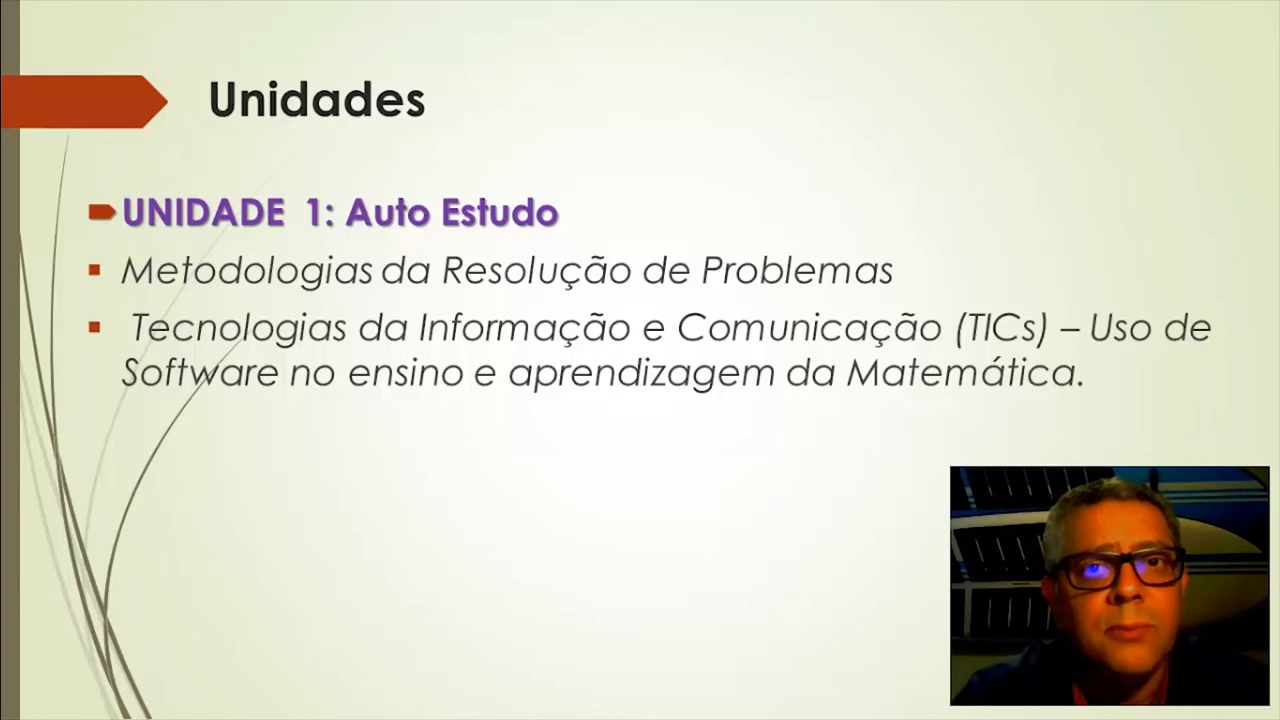 Unidades
UNIDADE 1: Auto Estudo
Metodologias da Resolução de Problemas
Tecnologias da Informação e Comunicação (TICs) – Uso de
Software no ensino e aprendizagem da Matemática.